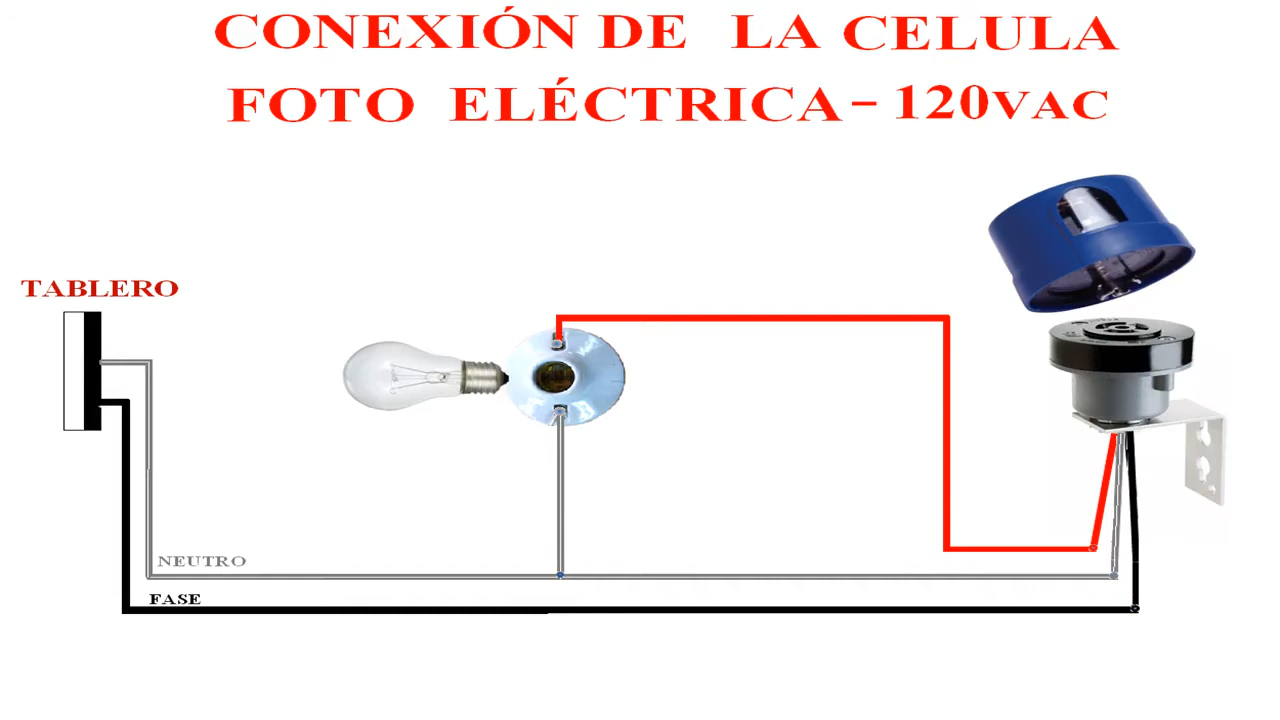 CONEXIÓN DE LA CELULA
FOTO ELÉCTRICA - 120VAC
TABLERO
NEUTRO
FASE